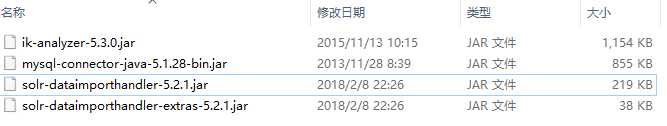 名称 修改日期 类型 大小
ik-analyzer-5.3.0.jar 2015/11/13 10:15 JAR 文件 1,154 KB
mysql-connector-java-5.1.28-bin.jar 2013/11/28 8:39 JAR 文件 855 KB
solr-dataimporthandler-5.2.1.jar 2018/2/8 22:26 JAR 文件 219 KB
solr-dataimporthandler-extras-5.2.1.jar 2018/2/8 22:26 JAR 文件 38 KB